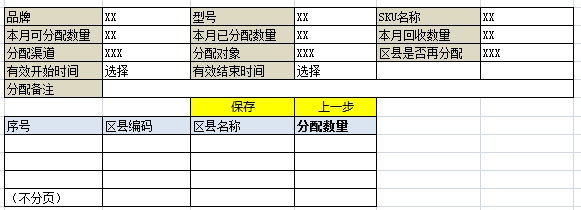 品牌 XX 型号 XX SKU名称 XX
本月可分配数量 XX 本月已分配数量 XX 本月回收数量 XX
分配渠道 XXX 分配对象 XXX 区县是否再分配 XXX
有效开始时间 选择 有效结束时间 选择
分配备注
保存 上一步
序号 区县编码 区县名称 分配数量
（不分页）